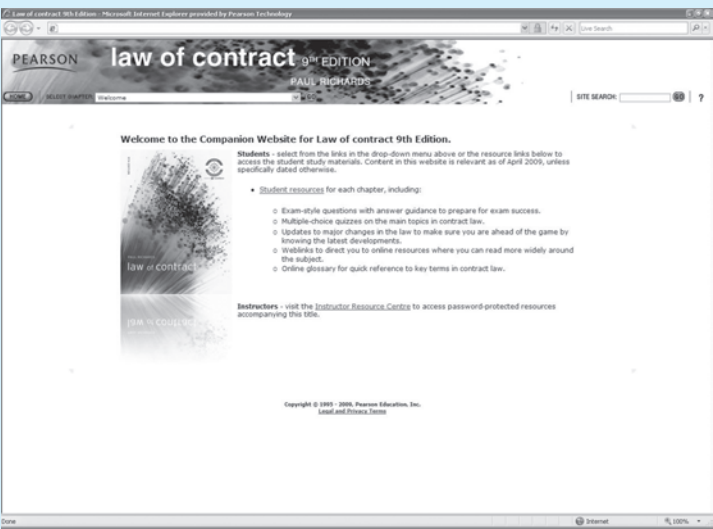 Law of contract 9th Edition - Microsoft Internet Explorer provided by Pearson Technology
Live Search
PEARSON
law of contract 9TH EDITION
PAUL RICHARDS
HOME
SELECT CHAPTER: Welcome
GO
SITE SEARCH:
GO
?
Welcome to the Companion Website for Law of contract 9th Edition.
Students - select from the links in the drop-down menu above or the resource links below to
access the student study materials. Content in this website is relevant as of April 2009, unless
specifically dated otherwise.
• Student resources for each chapter, including:
o Exam-style questions with answer guidance to prepare for exam success.
o Multiple-choice quizzes on the main topics in contract law.
o Updates to major changes in the law to make sure you are ahead of the game by
knowing the latest developments.
o Weblinks to direct you to online resources where you can read more widely around
the subject.
o Online glossary for quick reference to key terms in contract law.
law of contract
Instructors - visit the Instructor Resource Centre to access password-protected resources
accompanying this title.
Copyright © 1995 - 2009, Pearson Education, Inc.
Legal and Privacy Terms
Done
Internet
100%